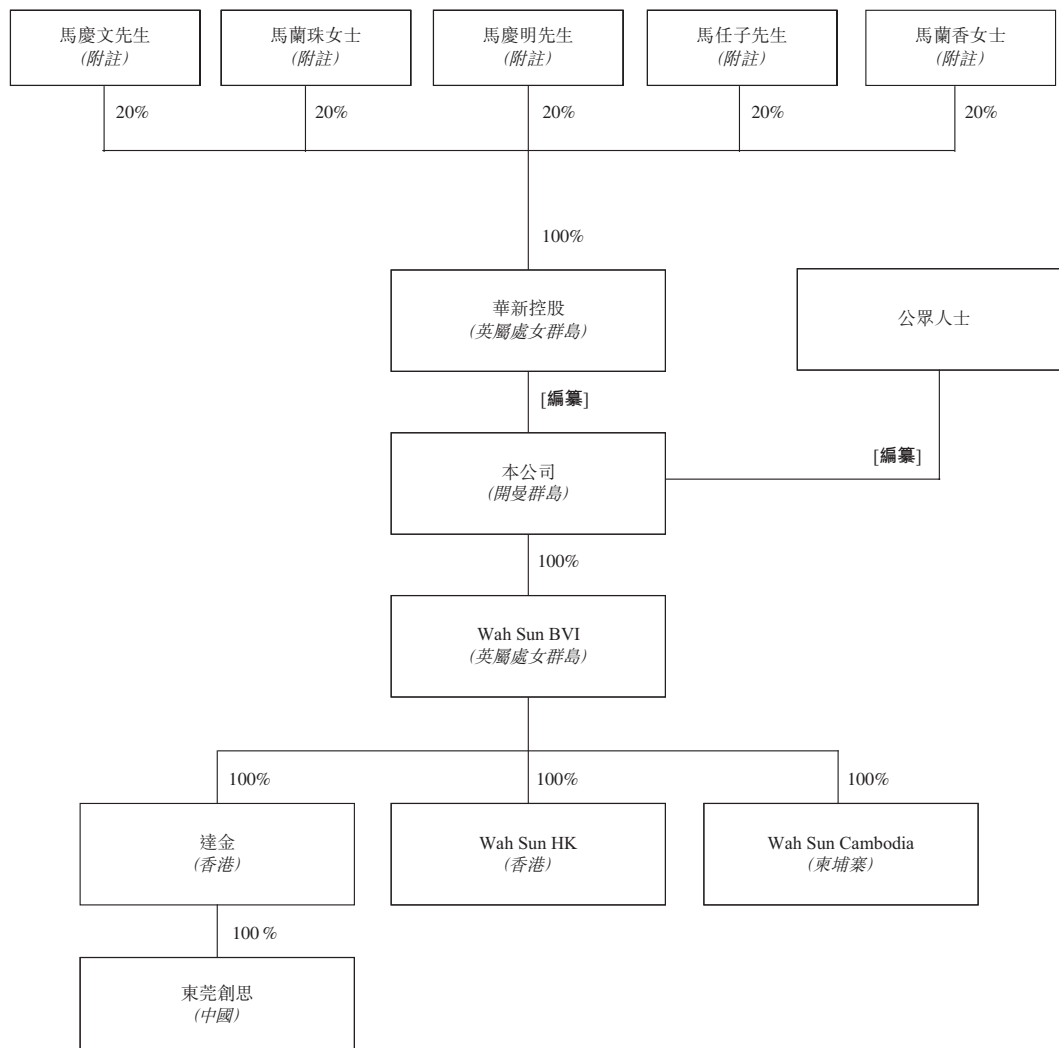 馬慶文先生
(附註)
馬蘭珠女士
(附註)
馬慶明先生
(附註)
馬任子先生
(附註)
馬蘭香女士
(附註)
20%
20%
20%
20%
20%
100%
華新控股
(英屬處女群島)
公眾人士
[編纂]
本公司
(開曼群島)
[編纂]
100%
Wah Sun BVI
(英屬處女群島)
100%
100%
100%
達金
(香港)
Wah Sun HK
(香港)
Wah Sun Cambodia
(柬埔寨)
100 %
東莞創思
(中國)